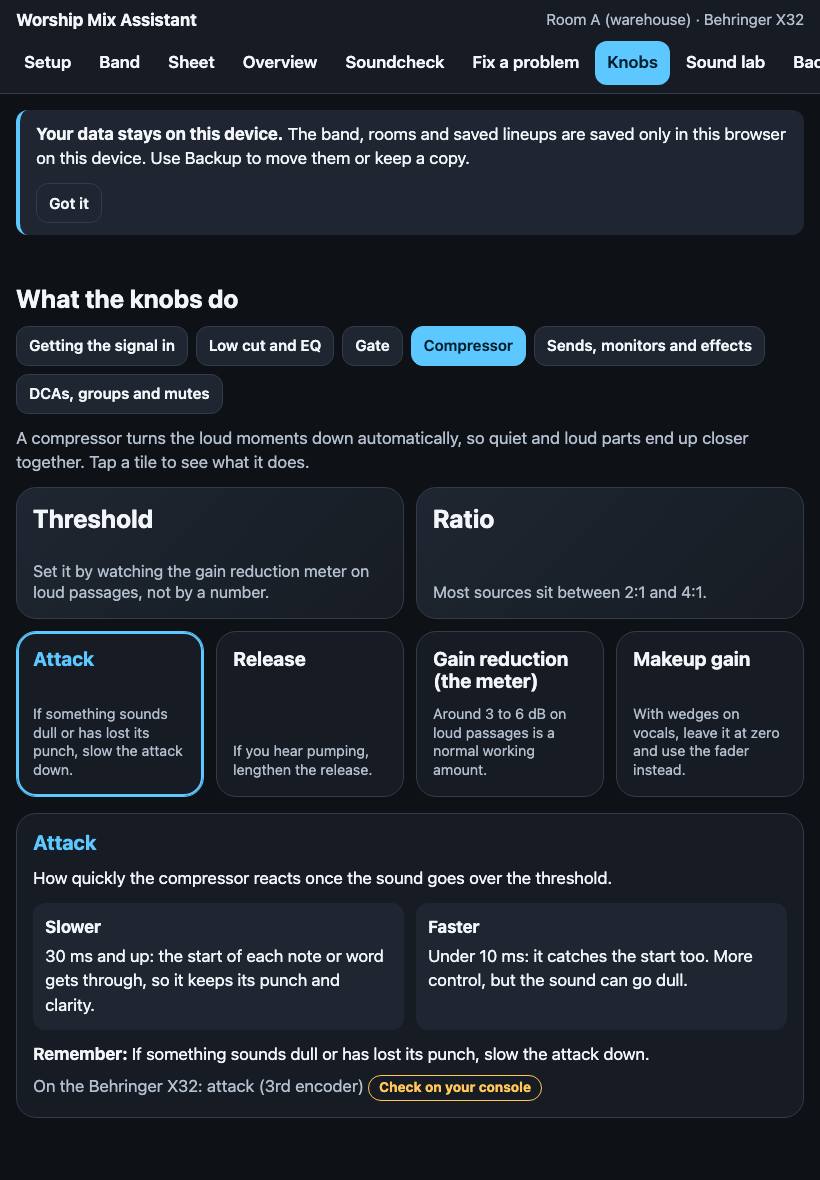 Worship Mix Assistant
Room A (warehouse) · Behringer X32
Setup Band Sheet Overview Soundcheck Fix a problem Knobs Sound lab Bac
Your data stays on this device. The band, rooms and saved lineups are saved only in this browser
on this device. Use Backup to move them or keep a copy.
Got it
What the knobs do
Getting the signal in Low cut and EQ Gate Compressor Sends, monitors and effects
DCAs, groups and mutes
A compressor turns the loud moments down automatically, so quiet and loud parts end up closer
together. Tap a tile to see what it does.
Threshold
Set it by watching the gain reduction meter on
loud passages, not by a number.
Ratio
Most sources sit between 2:1 and 4:1.
Attack
If something sounds
dull or has lost its
punch, slow the attack
down.
Release
If you hear pumping,
lengthen the release.
Gain reduction
(the meter)
Around 3 to 6 dB on
loud passages is a
normal working
amount.
Makeup gain
With wedges on
vocals, leave it at zero
and use the fader
instead.
Attack
How quickly the compressor reacts once the sound goes over the threshold.
Slower
30 ms and up: the start of each note or word
gets through, so it keeps its punch and
clarity.
Faster
Under 10 ms: it catches the start too. More
control, but the sound can go dull.
Remember: If something sounds dull or has lost its punch, slow the attack down.
On the Behringer X32: attack (3rd encoder) Check on your console